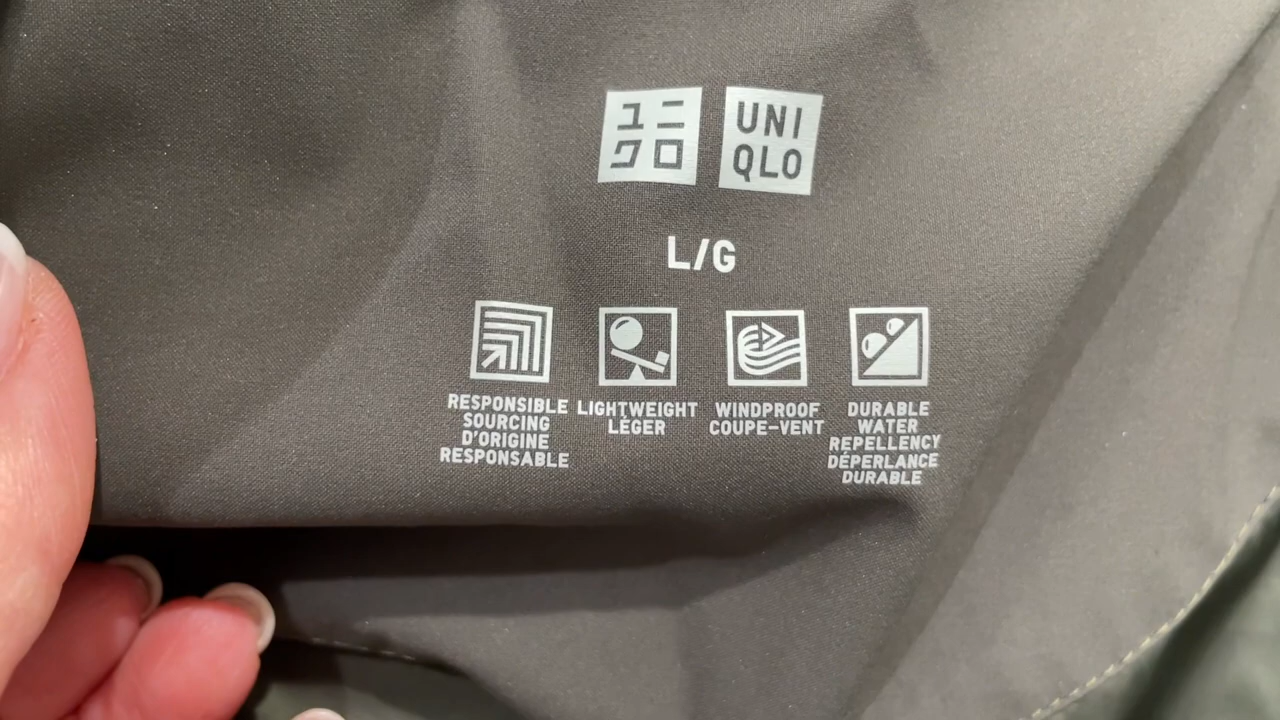 ユニ
クロ
UNI
QLO
L/G
RESPONSIBLE
SOURCING
D'ORIGINE
RESPONSABLE
LIGHTWEIGHT
LÉGER
WINDPROOF
COUPE-VENT
DURABLE
WATER
REPELLENCY
DÉPERLANCE
DURABLE